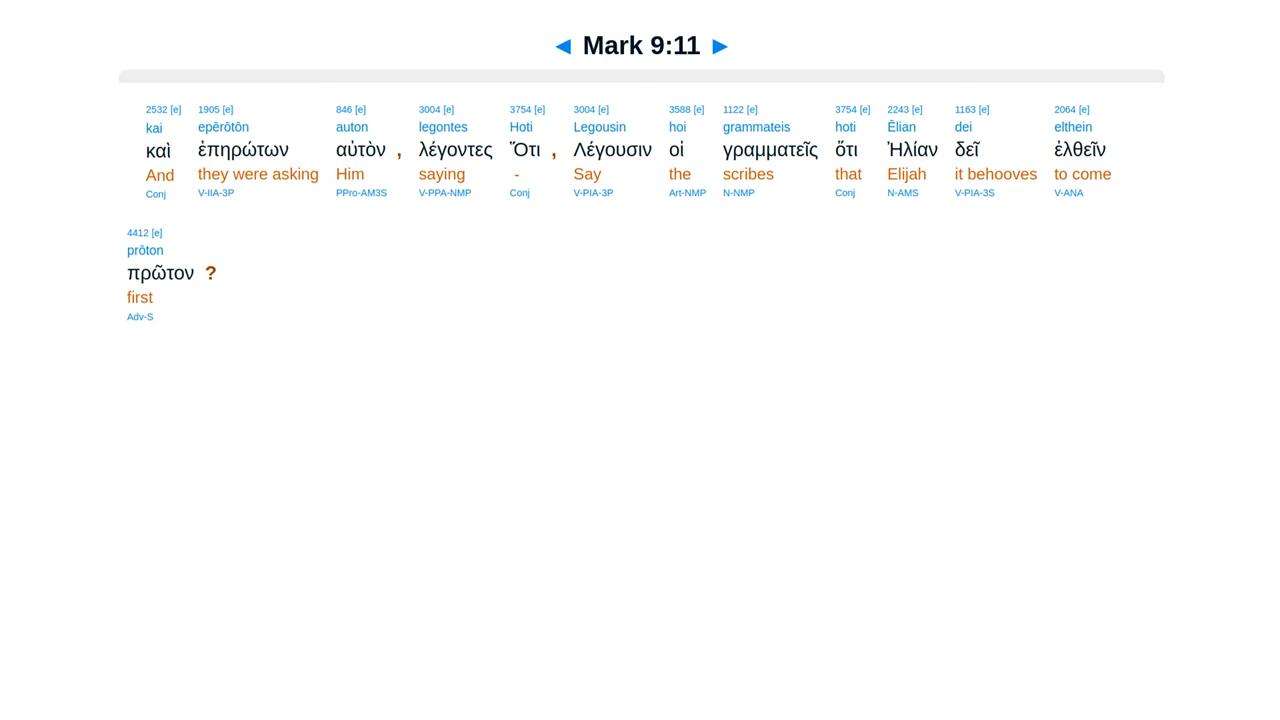 ◄ Mark 9:11 ►
2532 [e] 1905 [e] 846 [e] 3004 [e] 3754 [e] 3004 [e] 3588 [e] 1122 [e] 3754 [e] 2243 [e] 1163 [e] 2064 [e]
kai epērōtōn auton legontes Hoti Legousin hoi grammateis hoti Ēlian dei elthein
καὶ ἐπηρώτων αὐτὸν , λέγοντες Ὅτι , Λέγουσιν οἱ γραμματεῖς ὅτι Ἠλίαν δεῖ ἐλθεῖν
And they were asking Him saying - Say the scribes that Elijah it behooves to come
Conj V-IIA-3P PPro-AM3S V-PPA-NMP Conj V-PIA-3P Art-NMP N-NMP Conj N-AMS V-PIA-3S V-ANA
4412 [e]
prōton
πρῶτον ?
first
Adv-S